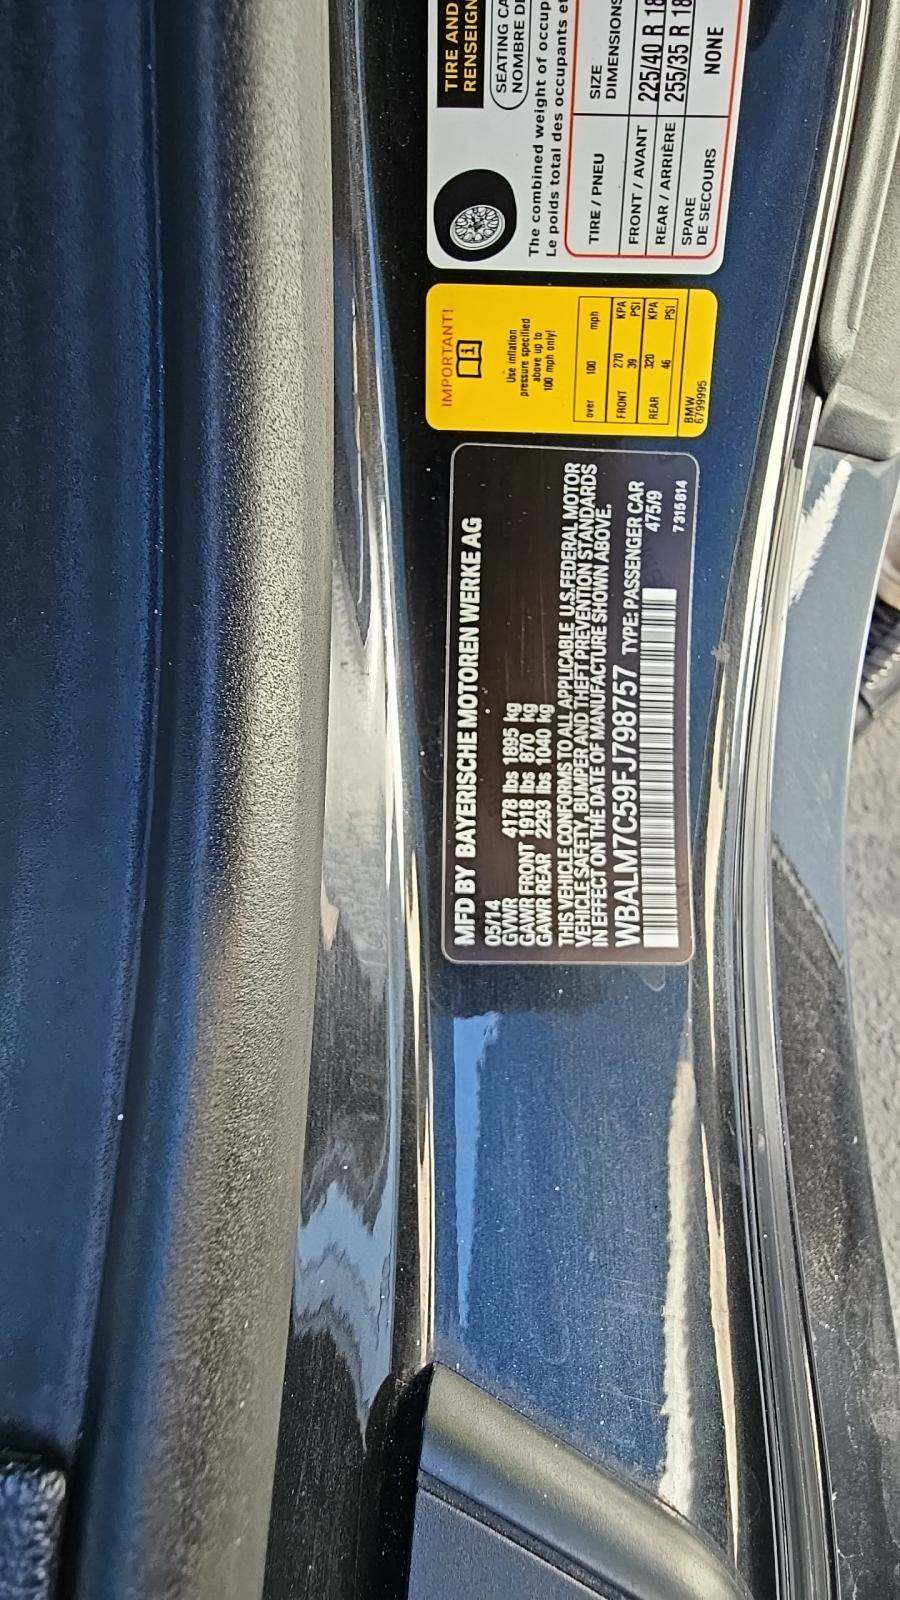 TIRE AND
RENSEIGN
SEATING CA
NOMBRE DE
The combined weight of occup
Le poids total des occupants et
TIRE / PNEU SIZE
DIMENSIONS
FRONT / AVANT 225/40 R 18
REAR / ARRIÈRE 255/35 R 18
SPARE
DE SECOURS NONE
IMPORTANT!
Use inflation
pressure specified
above up to
100 mph only!
over 100 mph
FRONT 270 KPA
39 PSI
REAR 320 KPA
46 PSI
BMW
6799995
MFD BY BAYERISCHE MOTOREN WERKE AG
05/14
GVWR 4178 lbs 1895 kg
GAWR FRONT 1918 lbs 870 kg
GAWR REAR 2293 lbs 1040 kg
THIS VEHICLE CONFORMS TO ALL APPLICABLE U.S.FEDERAL MOTOR
VEHICLE SAFETY, BUMPER AND THEFT PREVENTION STANDARDS
IN EFFECT ON THE DATE OF MANUFACTURE SHOWN ABOVE.
WBALM7C59FJ798757 TYPE: PASSENGER CAR
475/9
7315814